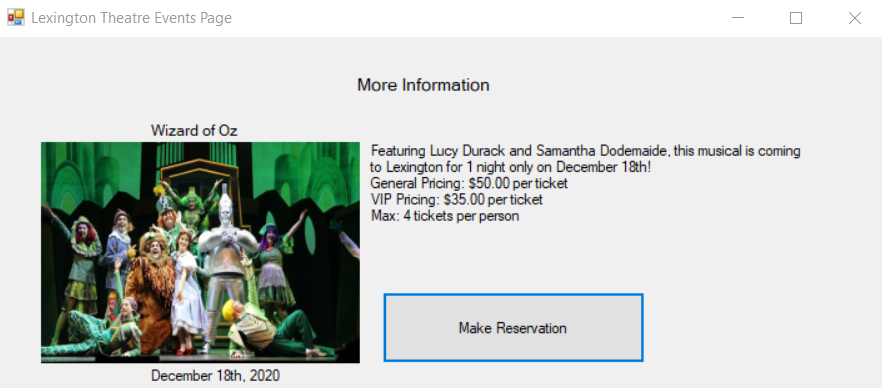 Lexington Theatre Events Page
More Information
Wizard of Oz
Featuring Lucy Durack and Samantha Dodemaide, this musical is coming
to Lexington for 1 night only on December 18th!
General Pricing: $50.00 per ticket
VIP Pricing: $35.00 per ticket
Max: 4 tickets per person
Make Reservation
December 18th, 2020